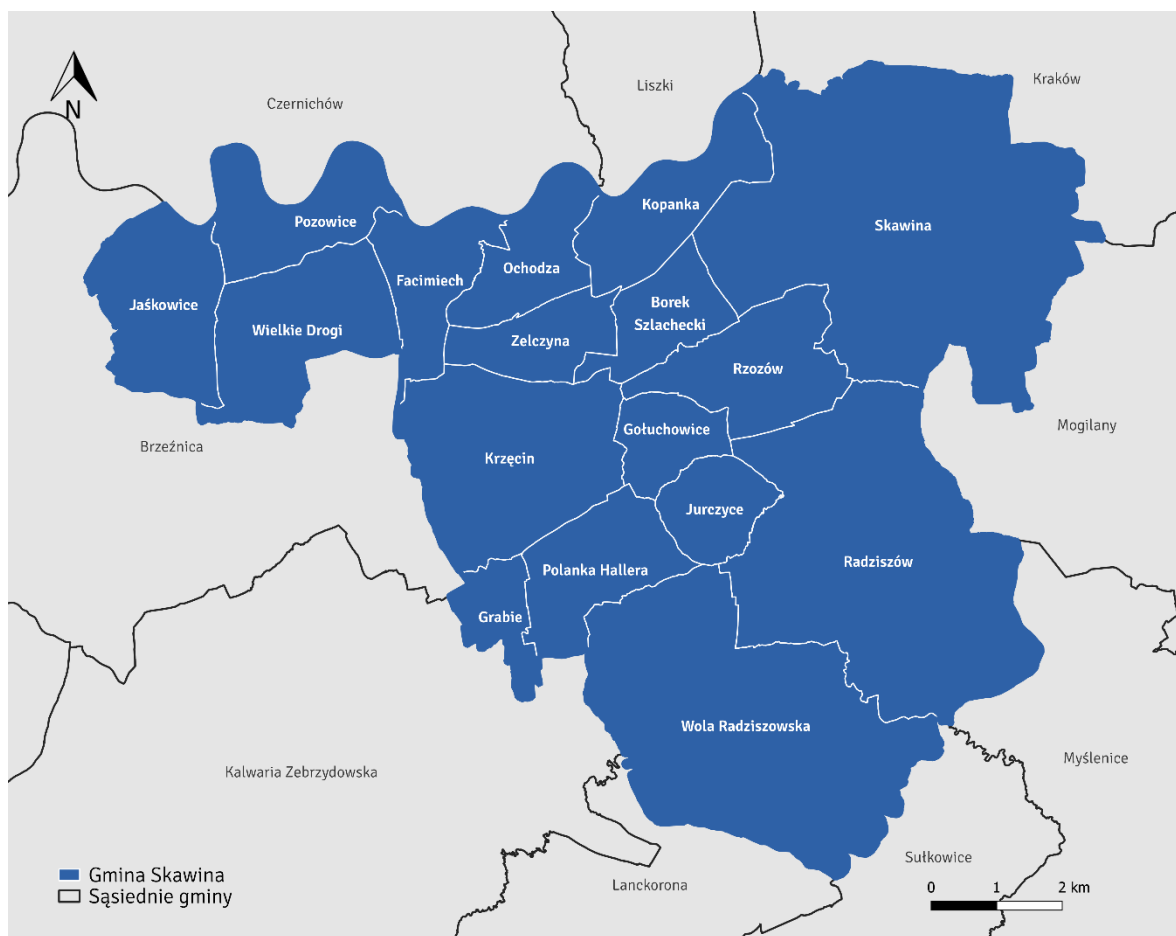 Kraków
Liszki
Czernichów
N
Kopanka
Pozowice
Skawina
Ochodza
Facimiech
Jaśkowice
Borek
Szlachecki
Wielkie Drogi
Zelczyna
Rzozów
Mogilany
Gołuchowice
Brzeźnica
Krzęcin
Jurczyce
Radziszów
Polanka Hallera
Grabie
Wola Radziszowska
Myślenice
Kalwaria Zebrzydowska
Sułkowice
Lanckorona
Gmina Skawina
Sąsiednie gminy
0 1 2 km